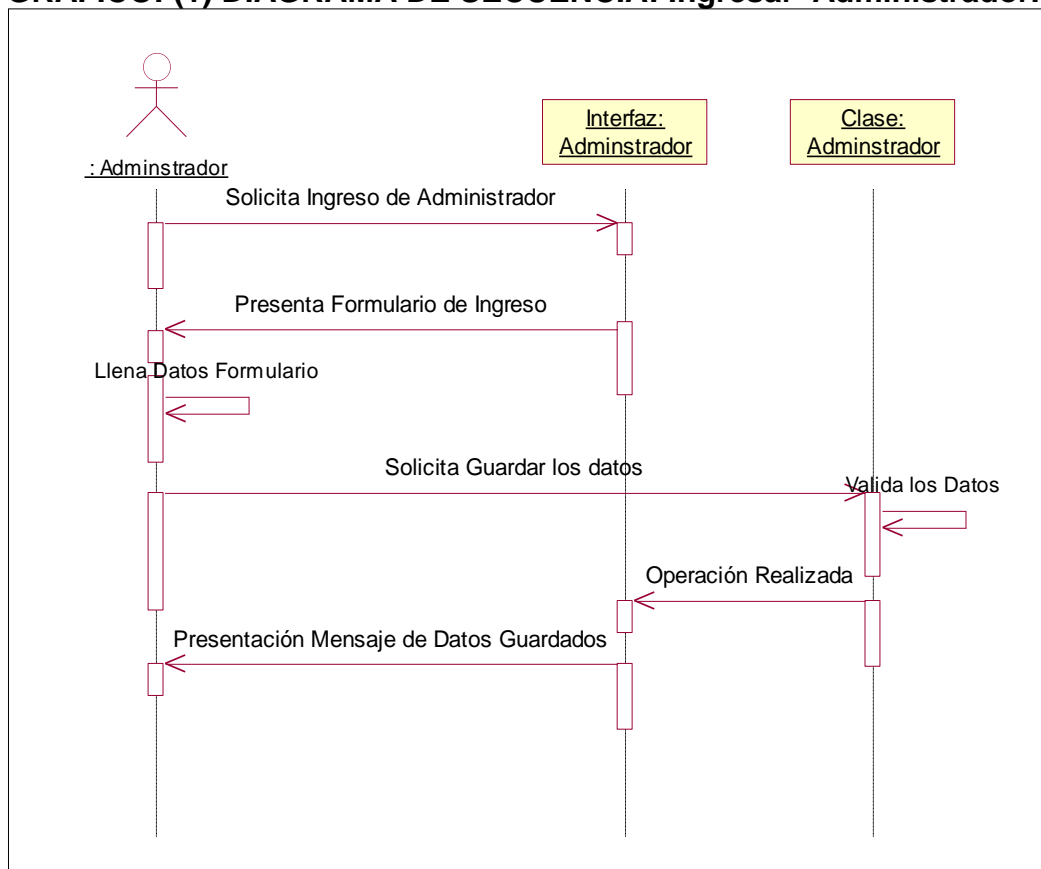 GRAFICO: (1) DIAGRAMA DE SECUENCIA: Ingresar Administrador.
Interfaz:
Adminstrador
Clase:
Adminstrador
: Adminstrador
Solicita Ingreso de Administrador
Presenta Formulario de Ingreso
Llena Datos Formulario
Solicita Guardar los datos
Valida los Datos
Operación Realizada
Presentación Mensaje de Datos Guardados